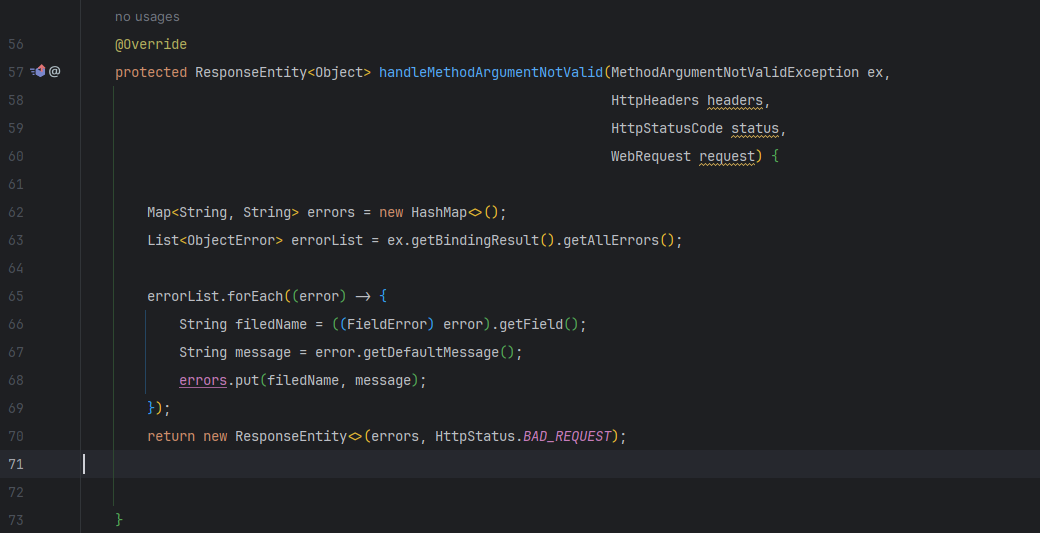 no usages
56 @Override
57 @ protected ResponseEntity<Object> handleMethodArgumentNotValid(MethodArgumentNotValidException ex,
58 HttpHeaders headers,
59 HttpStatusCode status,
60 WebRequest request) {
61
62 Map<String, String> errors = new HashMap<>();
63 List<ObjectError> errorList = ex.getBindingResult().getAllErrors();
64
65 errorList.forEach((error) -> {
66 String filedName = ((FieldError) error).getField();
67 String message = error.getDefaultMessage();
68 errors.put(filedName, message);
69 });
70 return new ResponseEntity<>(errors, HttpStatus.BAD_REQUEST);
71
72
73 }